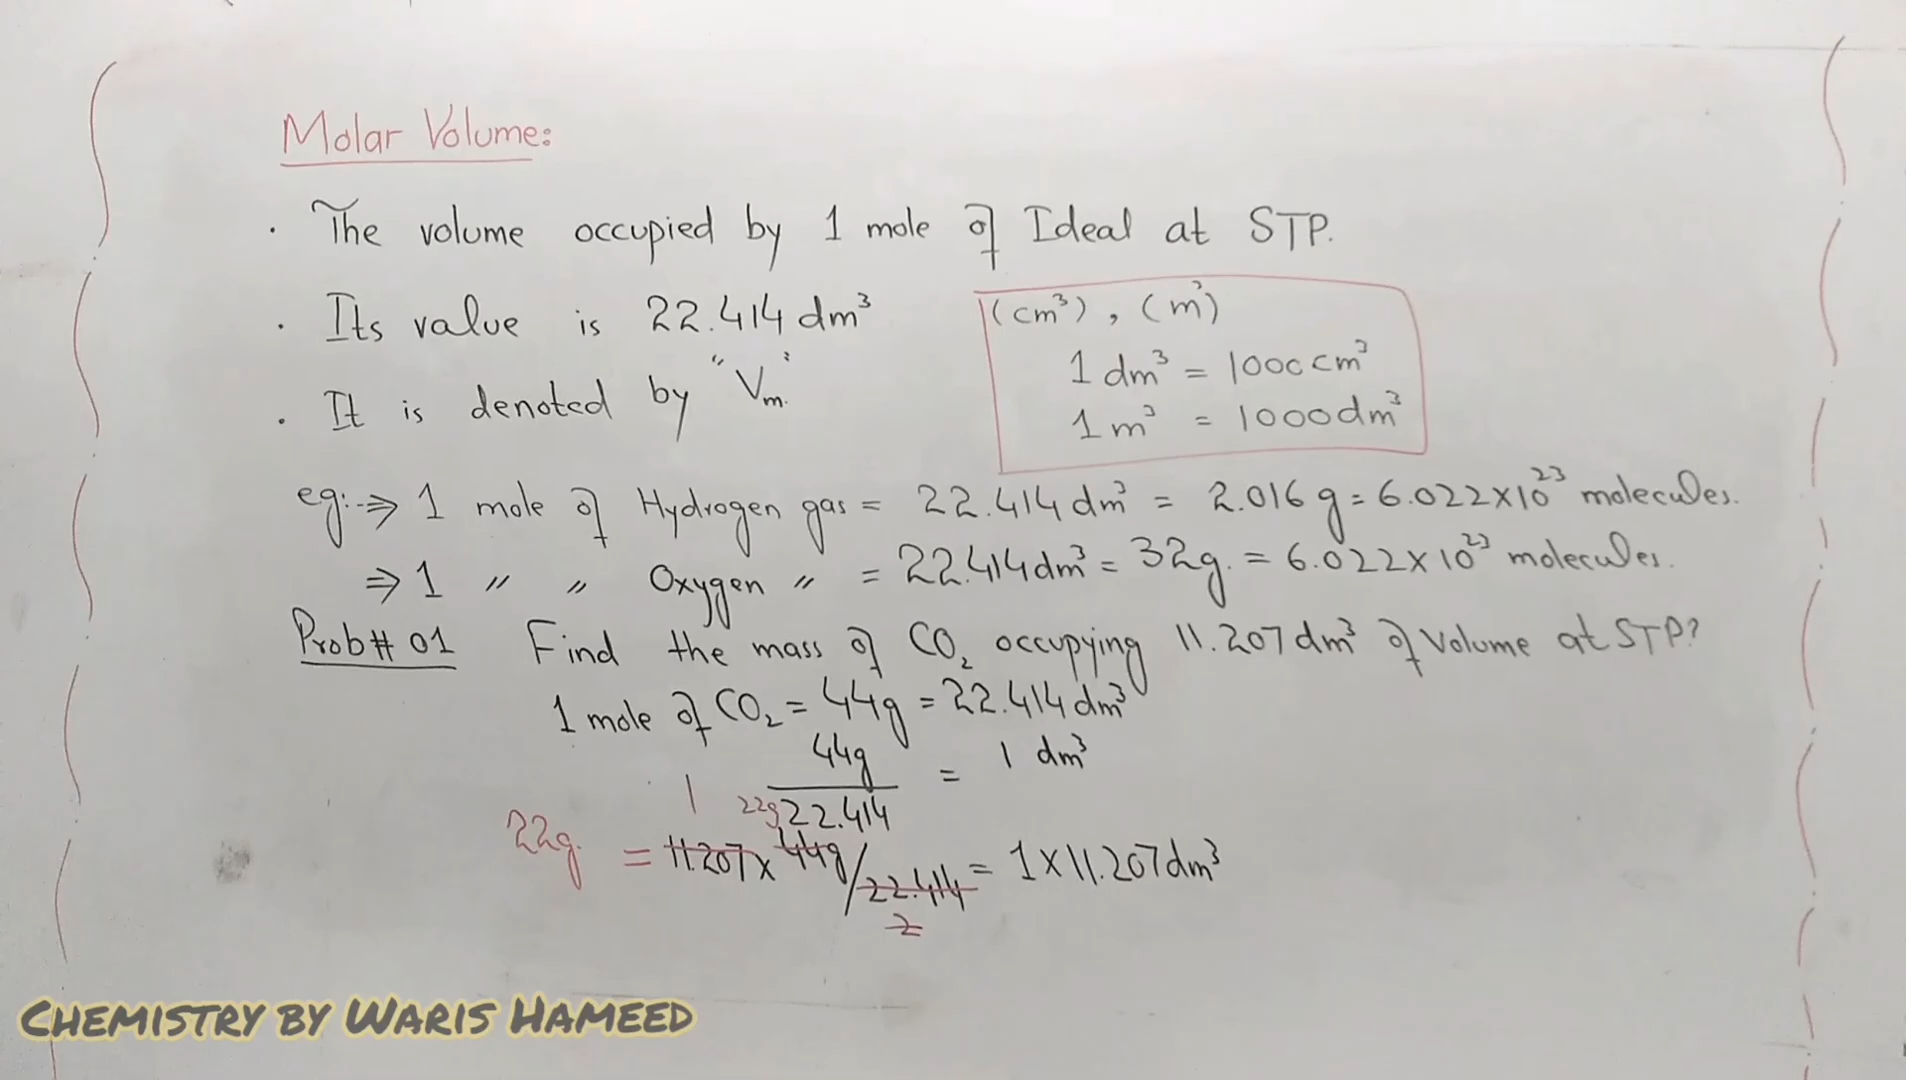 Molar Volume:
· The volume occupied by 1 mole of Ideal at STP.
· Its value is 22.414 dm³
(cm³), (m³)
1 dm³ = 1000 cm³
1 m³ = 1000 dm³
· It is denoted by "Vm."
eg:-⇒ 1 mole of Hydrogen gas = 22.414 dm³ = 2.016 g = 6.022×10²³ molecules.
⇒ 1 〃 〃 Oxygen 〃 = 22.414 dm³ = 32g. = 6.022×10²³ molecules.
Prob# 01 Find the mass of CO₂ occupying 11.207 dm³ of volume at STP?
1 mole of CO₂ = 44g = 22.414 dm³
44g/22.414 = 1 dm³
1 22g
22g. = 11.207 × 44g/22.414 = 1 × 11.207 dm³
2
CHEMISTRY BY WARIS HAMEED